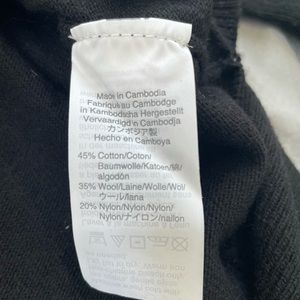 Made in Cambodia
Fabriqué au Cambodge
in Kambodscha Hergestellt
Vervaardigd in Cambodja
カンボジア製
Hecho en Camboya
45% Cotton/Coton/
Baumwolle/Katoen/綿/
algodón
35% Wool/Laine/Wolle/Wol/
ウール/lana
20% Nylon/Nylon/Nylon/
Nylon/ナイロン/nailon